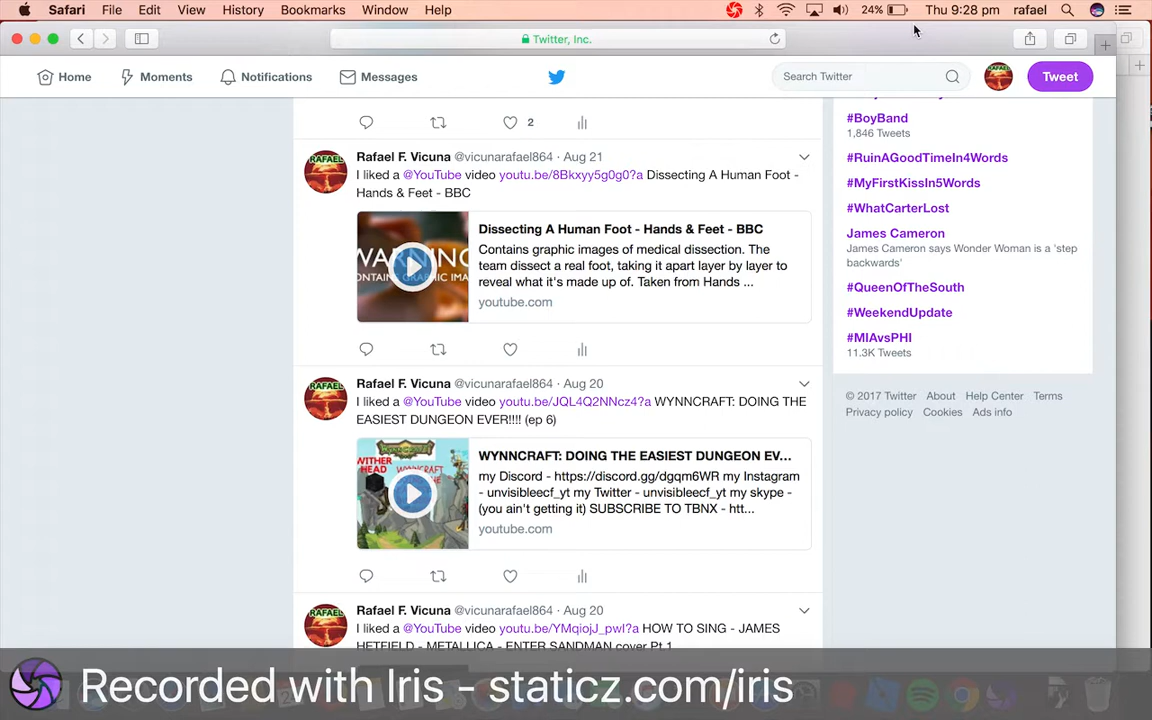 Safari File Edit View History Bookmarks Window Help 24% Thu 9:28 pm rafael
Twitter, Inc.
Home Moments Notifications Messages Search Twitter Tweet
2
Rafael F. Vicuna @vicunarafael864 · Aug 21
I liked a @YouTube video youtu.be/8Bkxyy5g0g0?a Dissecting A Human Foot -
Hands & Feet - BBC
WARNING
CONTAINS GRAPHIC IMA
Dissecting A Human Foot - Hands & Feet - BBC
Contains graphic images of medical dissection. The
team dissect a real foot, taking it apart layer by layer to
reveal what it's made up of. Taken from Hands ...
youtube.com
Rafael F. Vicuna @vicunarafael864 · Aug 20
I liked a @YouTube video youtu.be/JQL4Q2NNcz4?a WYNNCRAFT: DOING THE
EASIEST DUNGEON EVER!!!! (ep 6)
WITHER
HEAD
WYNNCRAFT: DOING THE EASIEST DUNGEON EV...
my Discord - https://discord.gg/dgqm6WR my Instagram
- unvisibleecf_yt my Twitter - unvisibleecf_yt my skype -
(you ain't getting it) SUBSCRIBE TO TBNX - htt...
youtube.com
Rafael F. Vicuna @vicunarafael864 · Aug 20
I liked a @YouTube video youtu.be/YMqiojJ_pwI?a HOW TO SING - JAMES
HETFIELD - METALLICA - ENTER SANDMAN cover Pt.1
#BoyBand
1,846 Tweets
#RuinAGoodTimeIn4Words
#MyFirstKissIn5Words
#WhatCarterLost
James Cameron
James Cameron says Wonder Woman is a 'step
backwards'
#QueenOfTheSouth
#WeekendUpdate
#MIAvsPHI
11.3K Tweets
© 2017 Twitter About Help Center Terms
Privacy policy Cookies Ads info
Recorded with Iris - staticz.com/iris